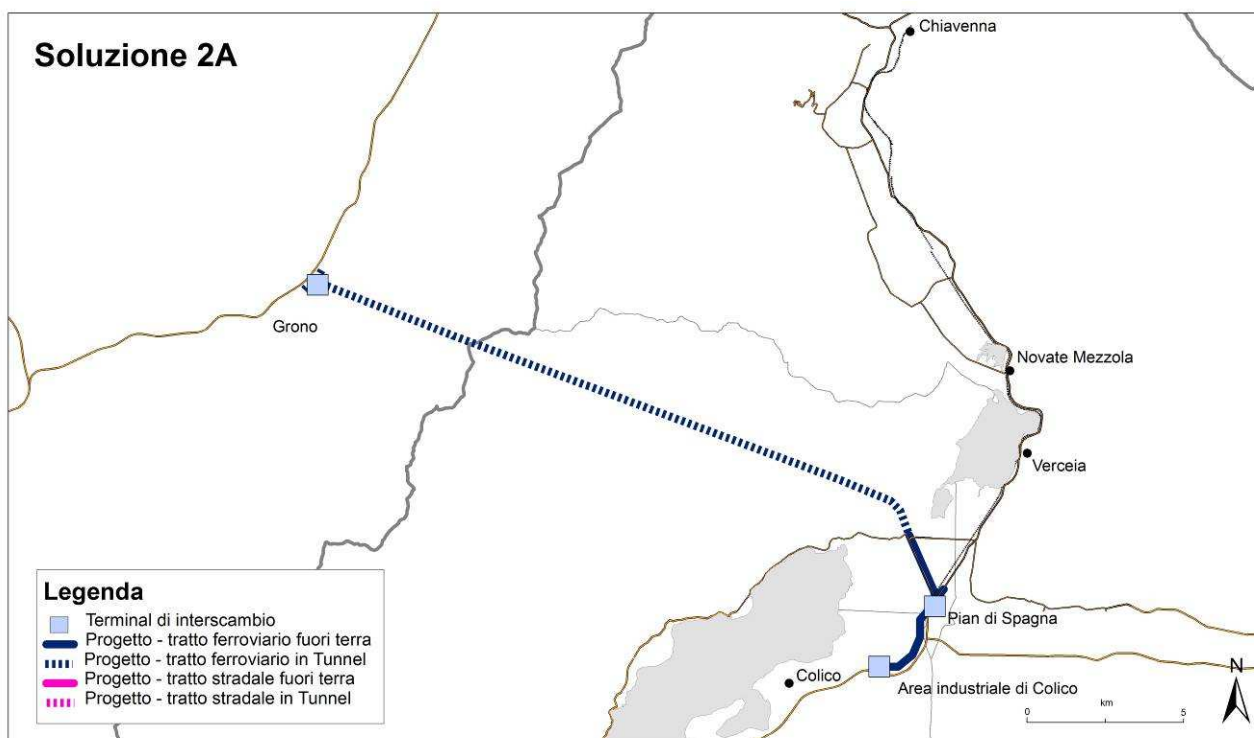 Soluzione 2A
Chiavenna
Grono
Novate Mezzola
Verceia
Pian di Spagna
Colico
Area industriale di Colico
Legenda
Terminal di interscambio
Progetto - tratto ferroviario fuori terra
Progetto - tratto ferroviario in Tunnel
Progetto - tratto stradale fuori terra
Progetto - tratto stradale in Tunnel
N
km
0 5